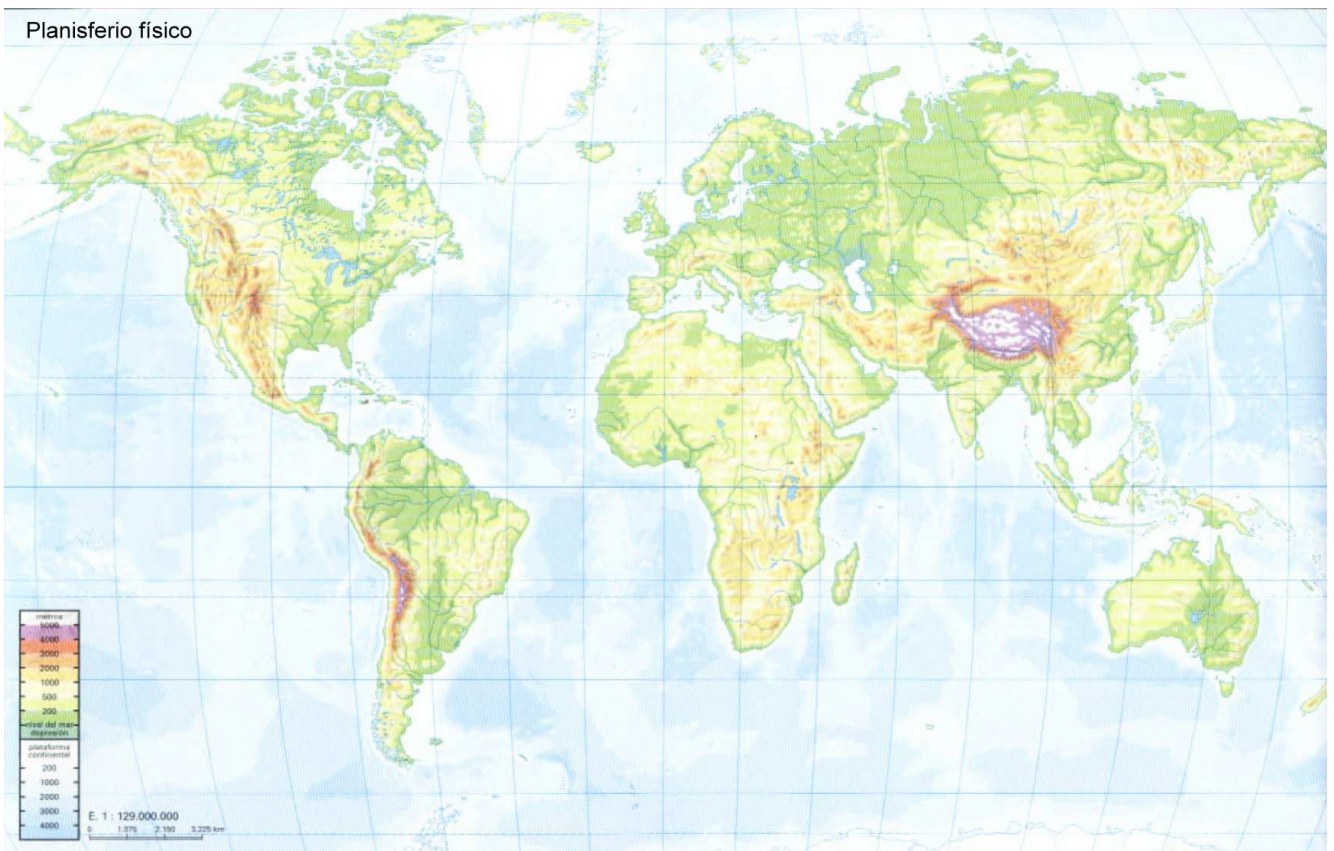 Planisferio físico
metros
5000
4000
3000
2000
1000
500
200
nivel del mar
depresión
plataforma
continental
200
1000
2000
3000
4000
E. 1 : 129.000.000
0 1.075 2.150 3.225 km